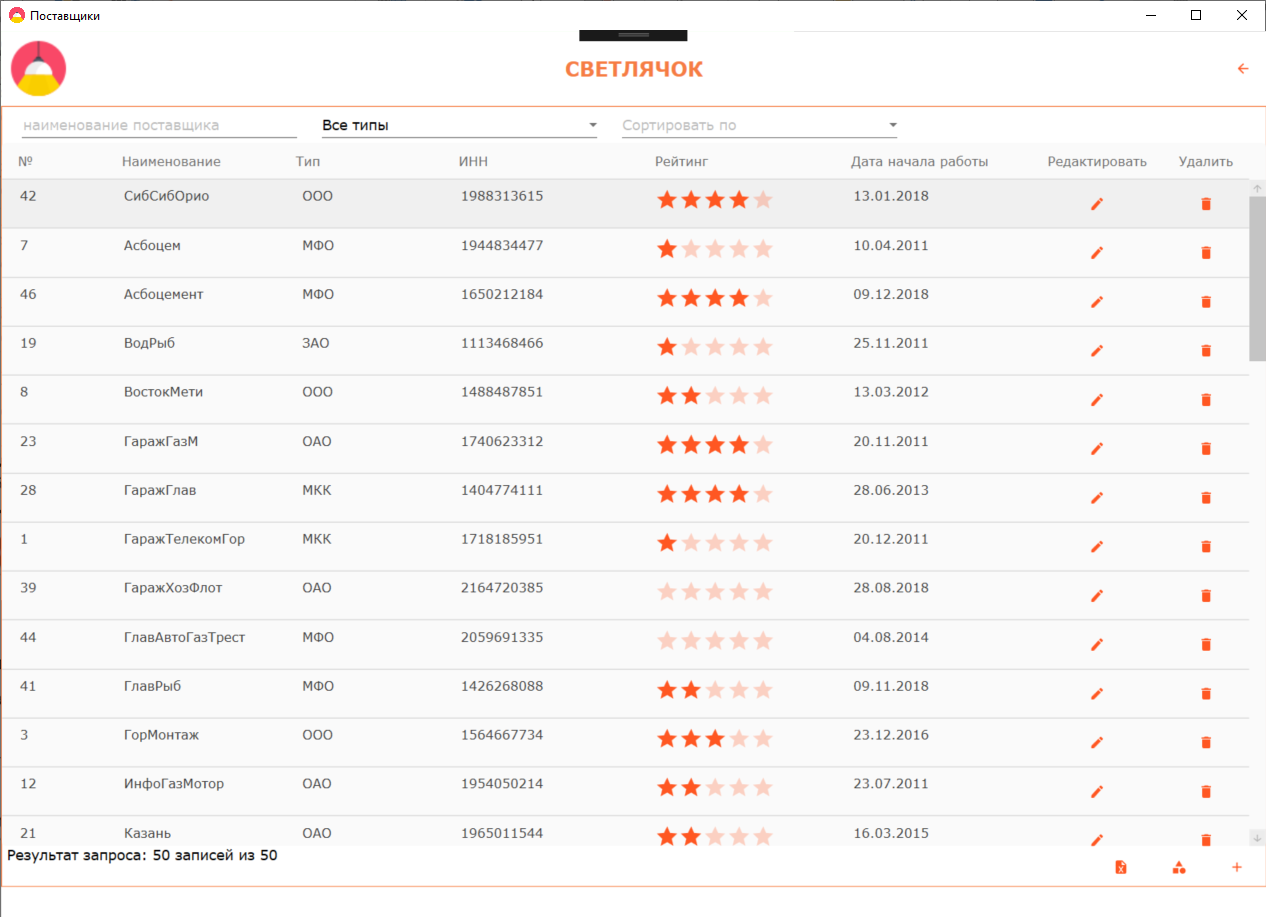 Поставщики
СВЕТЛЯЧОК
наименование поставщика Все типы Сортировать по
№ Наименование Тип ИНН Рейтинг Дата начала работы Редактировать Удалить
42 СибСибОрио ООО 1988313615 13.01.2018
7 Асбоцем МФО 1944834477 10.04.2011
46 Асбоцемент МФО 1650212184 09.12.2018
19 ВодРыб ЗАО 1113468466 25.11.2011
8 ВостокМети ООО 1488487851 13.03.2012
23 ГаражГазМ ОАО 1740623312 20.11.2011
28 ГаражГлав МКК 1404774111 28.06.2013
1 ГаражТелекомГор МКК 1718185951 20.12.2011
39 ГаражХозФлот ОАО 2164720385 28.08.2018
44 ГлавАвтоГазТрест МФО 2059691335 04.08.2014
41 ГлавРыб МФО 1426268088 09.11.2018
3 ГорМонтаж ООО 1564667734 23.12.2016
12 ИнфоГазМотор ОАО 1954050214 23.07.2011
21 Казань ОАО 1965011544 16.03.2015
Результат запроса: 50 записей из 50